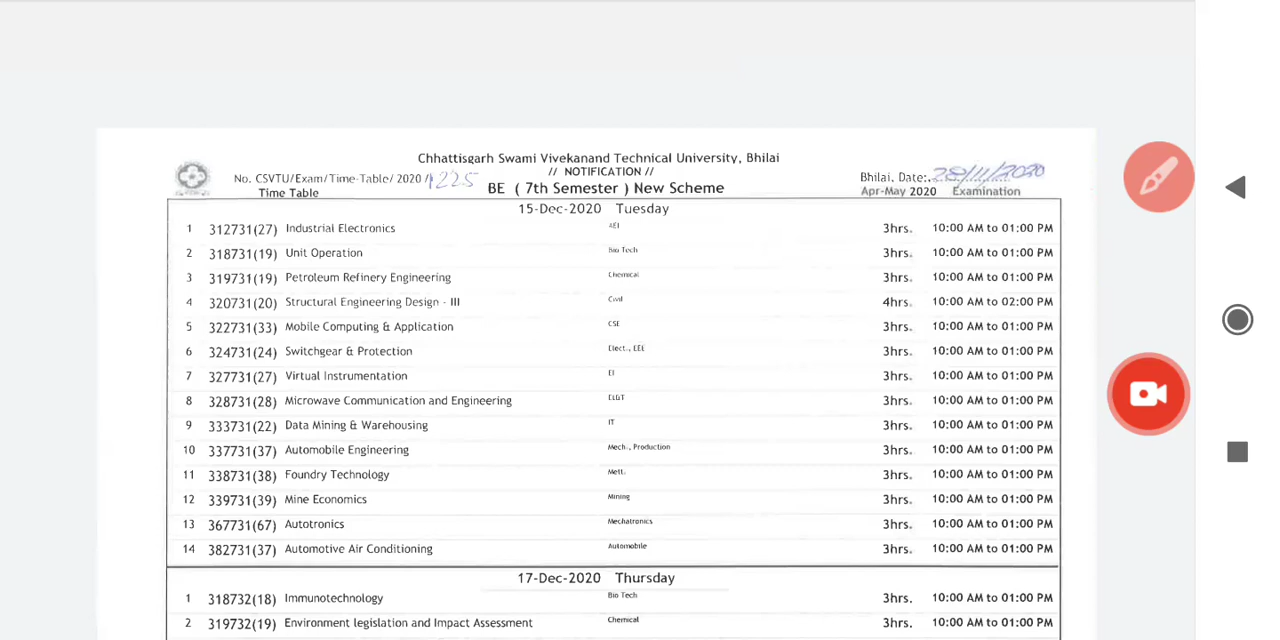 Chhattisgarh Swami Vivekanand Technical University, Bhilai
// NOTIFICATION //
No. CSVTU/Exam/Time-Table/ 2020 /1225 Bhilai, Date:.28/11/2020
Time Table BE ( 7th Semester ) New Scheme Apr-May 2020 Examination
15-Dec-2020 Tuesday
1 312731(27) Industrial Electronics AEI 3hrs. 10:00 AM to 01:00 PM
2 318731(19) Unit Operation Bio Tech 3hrs. 10:00 AM to 01:00 PM
3 319731(19) Petroleum Refinery Engineering Chemical 3hrs. 10:00 AM to 01:00 PM
4 320731(20) Structural Engineering Design - III Civil 4hrs. 10:00 AM to 02:00 PM
5 322731(33) Mobile Computing & Application CSE 3hrs. 10:00 AM to 01:00 PM
6 324731(24) Switchgear & Protection Elect., EEE 3hrs. 10:00 AM to 01:00 PM
7 327731(27) Virtual Instrumentation EI 3hrs. 10:00 AM to 01:00 PM
8 328731(28) Microwave Communication and Engineering ET&T 3hrs. 10:00 AM to 01:00 PM
9 333731(22) Data Mining & Warehousing IT 3hrs. 10:00 AM to 01:00 PM
10 337731(37) Automobile Engineering Mech., Production 3hrs. 10:00 AM to 01:00 PM
11 338731(38) Foundry Technology Mett. 3hrs. 10:00 AM to 01:00 PM
12 339731(39) Mine Economics Mining 3hrs. 10:00 AM to 01:00 PM
13 367731(67) Autotronics Mechatronics 3hrs. 10:00 AM to 01:00 PM
14 382731(37) Automotive Air Conditioning Automobile 3hrs. 10:00 AM to 01:00 PM
17-Dec-2020 Thursday
1 318732(18) Immunotechnology Bio Tech 3hrs. 10:00 AM to 01:00 PM
2 319732(19) Environment legislation and Impact Assessment Chemical 3hrs. 10:00 AM to 01:00 PM